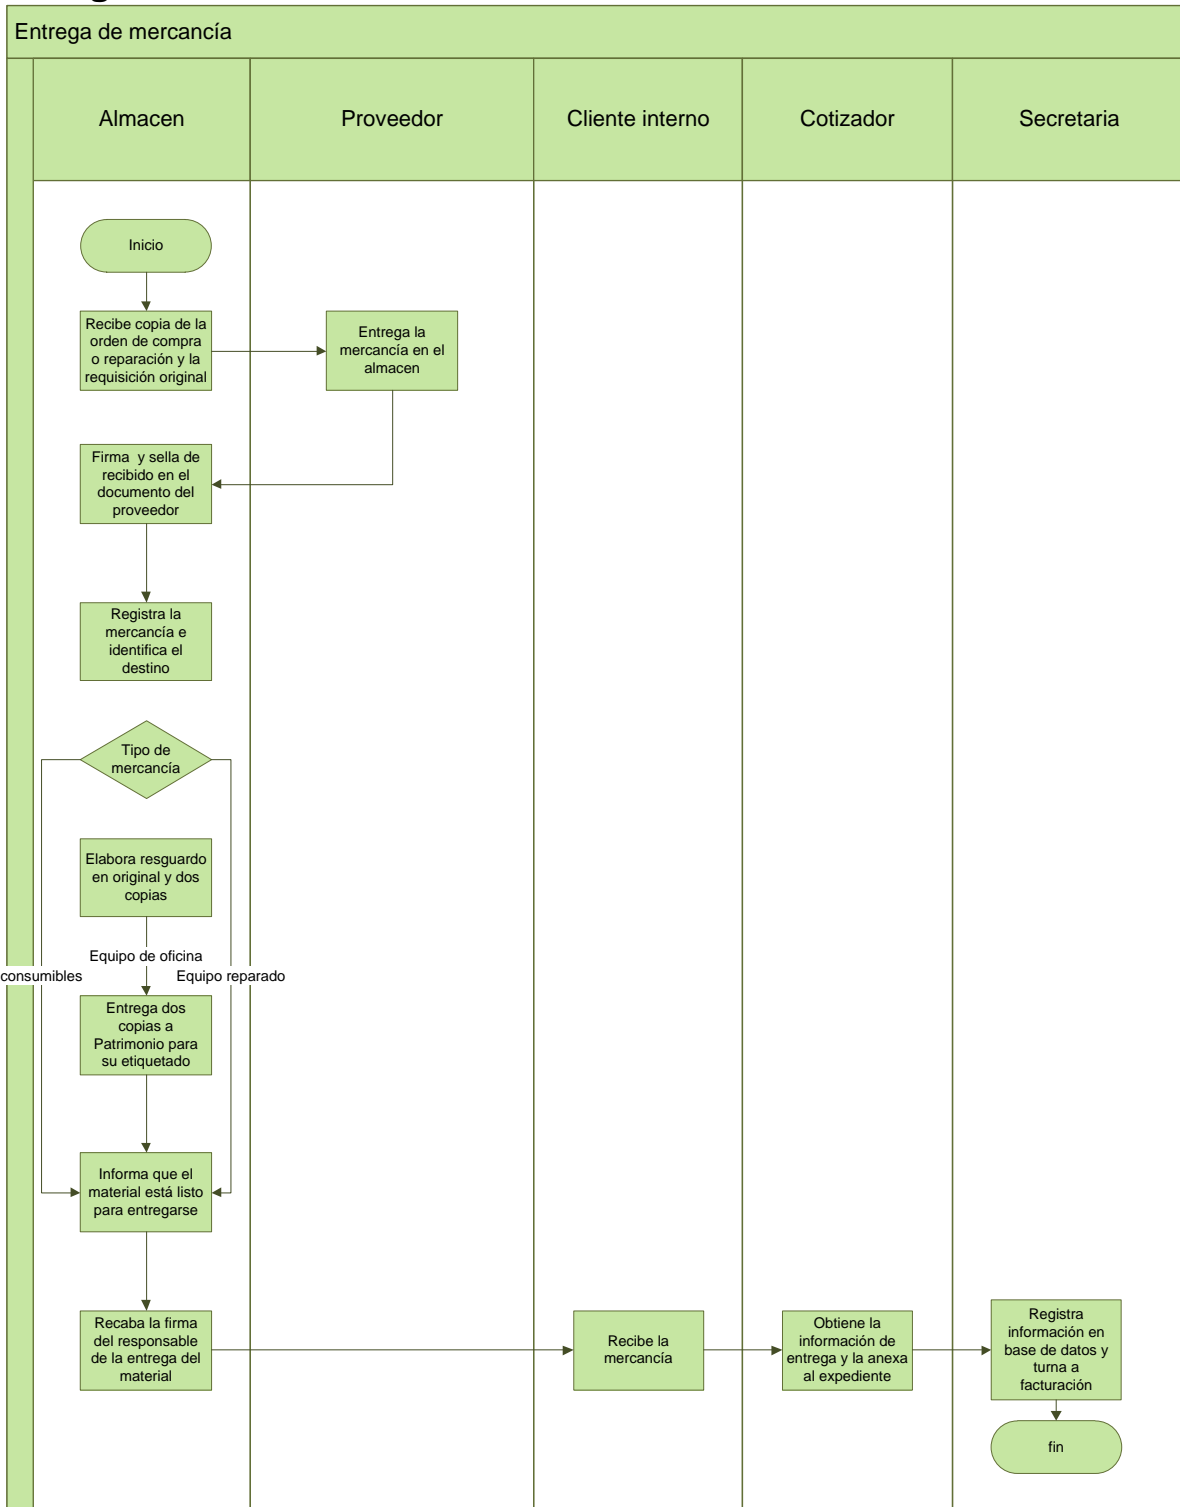 Entrega de mercancía
Almacen
Proveedor
Cliente interno
Cotizador
Secretaria
Inicio
Recibe copia de la
orden de compra
o reparación y la
requisición original
Entrega la
mercancía en el
almacen
Firma y sella de
recibido en el
documento del
proveedor
Registra la
mercancía e
identifica el
destino
Tipo de
mercancía
Elabora resguardo
en original y dos
copias
Equipo de oficina
consumibles
Equipo reparado
Entrega dos
copias a
Patrimonio para
su etiquetado
Informa que el
material está listo
para entregarse
Recaba la firma
del responsable
de la entrega del
material
Recibe la
mercancía
Obtiene la
información de
entrega y la anexa
al expediente
Registra
información en
base de datos y
turna a
facturación
fin